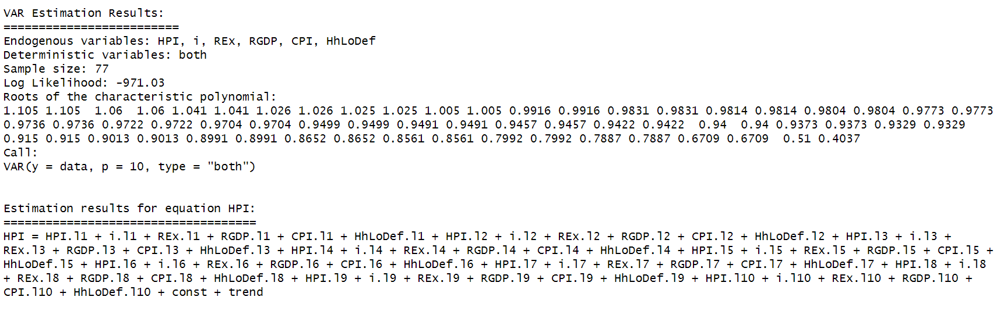 VAR Estimation Results:
=========================
Endogenous variables: HPI, i, REx, RGDP, CPI, HhLoDef
Deterministic variables: both
Sample size: 77
Log Likelihood: -971.03
Roots of the characteristic polynomial:
1.105 1.105  1.06  1.06 1.041 1.041 1.026 1.026 1.025 1.025 1.005 1.005 0.9916 0.9916 0.9831 0.9831 0.9814 0.9814 0.9804 0.9804 0.9773 0.9773
0.9736 0.9736 0.9722 0.9722 0.9704 0.9704 0.9499 0.9499 0.9491 0.9491 0.9457 0.9457 0.9422 0.9422  0.94  0.94 0.9373 0.9373 0.9329 0.9329
0.915 0.915 0.9013 0.9013 0.8991 0.8991 0.8652 0.8652 0.8561 0.8561 0.7992 0.7992 0.7887 0.7887 0.6709 0.6709  0.51 0.4037
Call:
VAR(y = data, p = 10, type = "both")
Estimation results for equation HPI:
====================================
HPI = HPI.l1 + i.l1 + REx.l1 + RGDP.l1 + CPI.l1 + HhLoDef.l1 + HPI.l2 + i.l2 + REx.l2 + RGDP.l2 + CPI.l2 + HhLoDef.l2 + HPI.l3 + i.l3 +
REx.l3 + RGDP.l3 + CPI.l3 + HhLoDef.l3 + HPI.l4 + i.l4 + REx.l4 + RGDP.l4 + CPI.l4 + HhLoDef.l4 + HPI.l5 + i.l5 + REx.l5 + RGDP.l5 + CPI.l5 +
HhLoDef.l5 + HPI.l6 + i.l6 + REx.l6 + RGDP.l6 + CPI.l6 + HhLoDef.l6 + HPI.l7 + i.l7 + REx.l7 + RGDP.l7 + CPI.l7 + HhLoDef.l7 + HPI.l8 + i.l8
+ REx.l8 + RGDP.l8 + CPI.l8 + HhLoDef.l8 + HPI.l9 + i.l9 + REx.l9 + RGDP.l9 + CPI.l9 + HhLoDef.l9 + HPI.l10 + i.l10 + REx.l10 + RGDP.l10 +
CPI.l10 + HhLoDef.l10 + const + trend